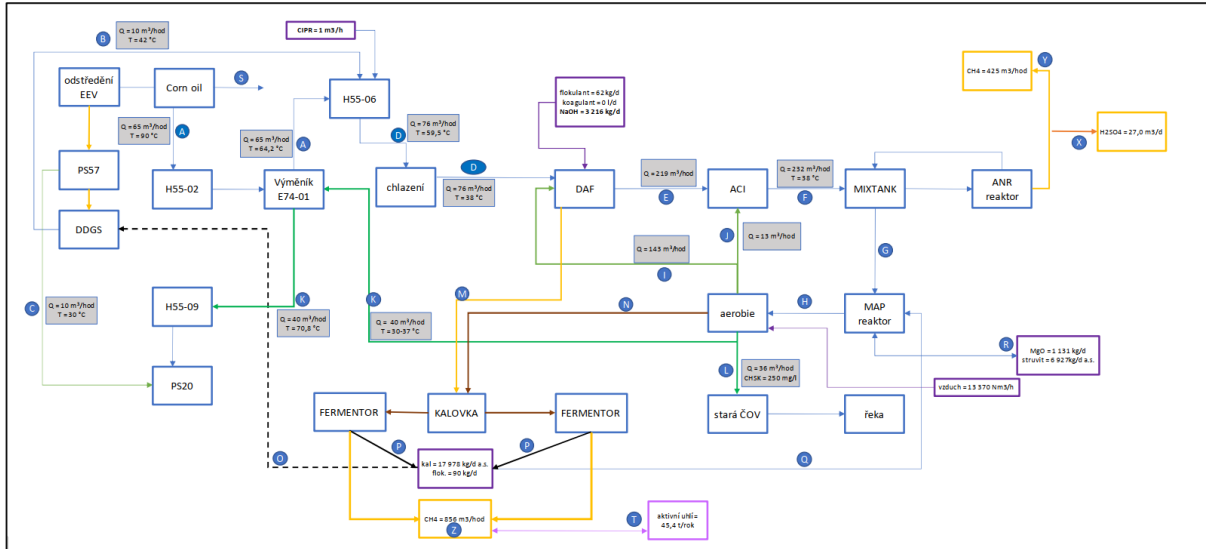 B
Q = 10 m³/hod
T = 42 °C
CIPR = 1 m3/h
Y
CH4 = 425 m3/hod
odstředění
EEV
Corn oil
S
H55-06
flokulant = 62 kg/d
koagulant = 0 l/d
NaOH = 3 216 kg/d
Q = 65 m³/hod
T = 90 °C
A
Q = 65 m³/hod
T = 64,2 °C
A
D
Q = 76 m³/hod
T = 59,5 °C
X
H2SO4 = 27,0 m3/d
PS57
H55-02
Výměník
E74-01
chlazení
D
Q = 76 m³/hod
T = 38 °C
DAF
Q = 219 m³/hod
E
ACI
Q = 232 m³/hod
T = 38 °C
F
MIXTANK
ANR
reaktor
DDGS
J
Q = 13 m³/hod
Q = 143 m³/hod
I
G
C
Q = 10 m³/hod
T = 30 °C
H55-09
K
Q = 40 m³/hod
T = 70,8 °C
K
Q = 40 m³/hod
T = 30-37 °C
M
N
aerobie
H
MAP
reaktor
PS20
L
Q = 36 m³/hod
CHSK = 250 mg/l
R
MgO = 1 131 kg/d
struvit = 6 927kg/d a.s.
vzduch = 13 370 Nm3/h
FERMENTOR
KALOVKA
FERMENTOR
stará ČOV
řeka
O
P
P
kal = 17 978 kg/d a.s.
flok. = 90 kg/d
Q
CH4 = 856 m3/hod
Z
T
aktivní uhlí =
45,4 t/rok